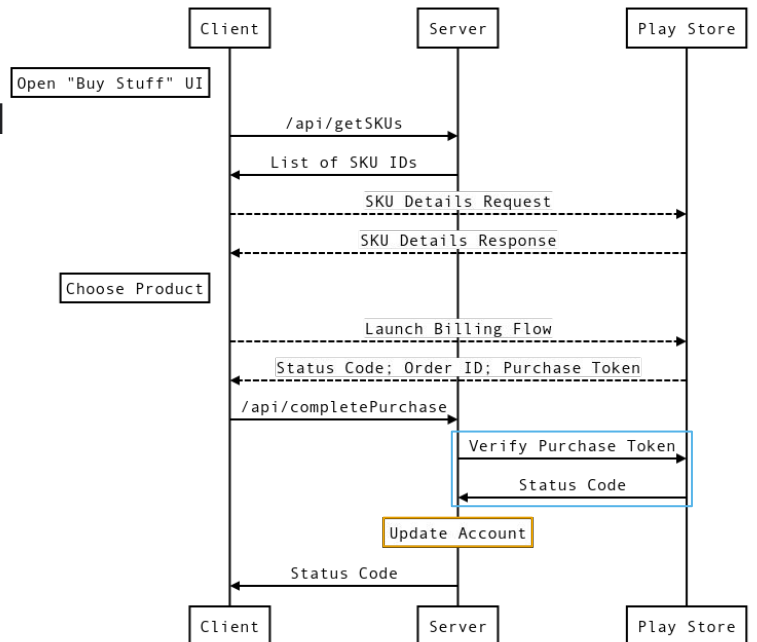 Client
Server
Play Store
Open "Buy Stuff" UI
/api/getSKUs
List of SKU IDs
SKU Details Request
SKU Details Response
Choose Product
Launch Billing Flow
Status Code; Order ID; Purchase Token
/api/completePurchase
Verify Purchase Token
Status Code
Update Account
Status Code
Client
Server
Play Store